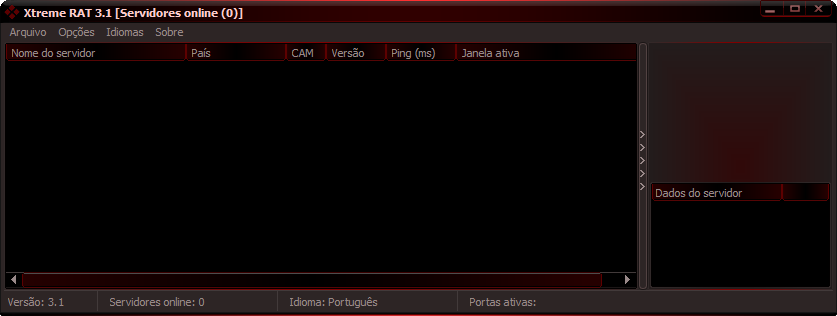 Xtreme RAT 3.1 [Servidores online (0)]
Arquivo Opções Idiomas Sobre
Nome do servidor País CAM Versão Ping (ms) Janela ativa
Dados do servidor
Versão: 3.1 Servidores online: 0 Idioma: Português Portas ativas: